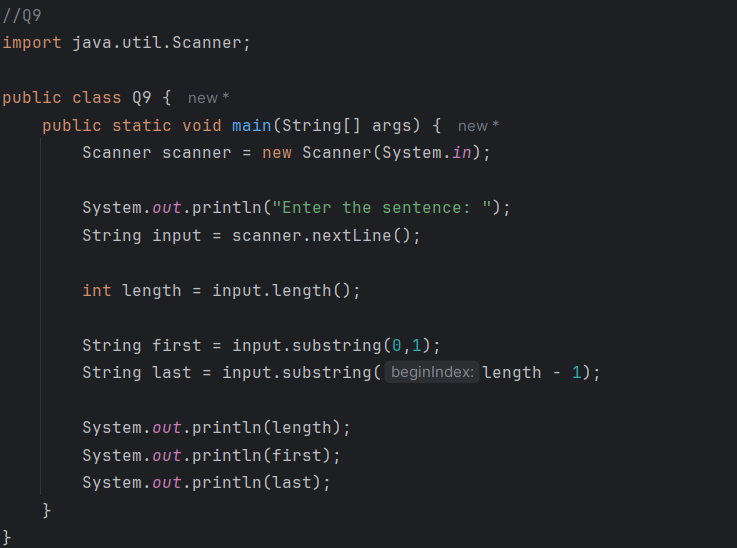 //Q9
import java.util.Scanner;
public class Q9 { new *
public static void main(String[] args) { new *
Scanner scanner = new Scanner(System.in);
System.out.println("Enter the sentence: ");
String input = scanner.nextLine();
int length = input.length();
String first = input.substring(0,1);
String last = input.substring( beginIndex: length - 1);
System.out.println(length);
System.out.println(first);
System.out.println(last);
}
}